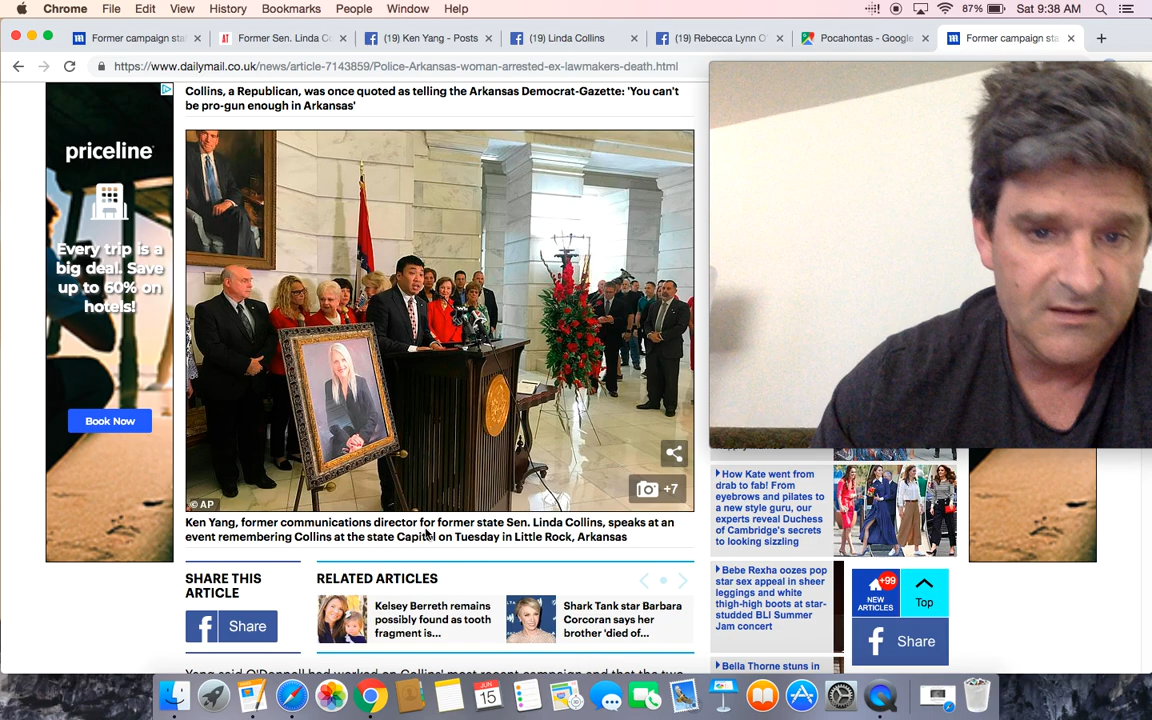 Chrome File Edit View History Bookmarks People Window Help
87% Sat 9:38 AM
Former campaign sta
Former Sen. Linda C
(19) Ken Yang - Posts
(19) Linda Collins
(19) Rebecca Lynn O
Pocahontas - Google
Former campaign sta
https://www.dailymail.co.uk/news/article-7143859/Police-Arkansas-woman-arrested-ex-lawmakers-death.html
priceline
Every trip is a
big deal. Save
up to 60% on
hotels!
Book Now
Collins, a Republican, was once quoted as telling the Arkansas Democrat-Gazette: 'You can't
be pro-gun enough in Arkansas'
+7
© AP
Ken Yang, former communications director for former state Sen. Linda Collins, speaks at an
event remembering Collins at the state Capitol on Tuesday in Little Rock, Arkansas
SHARE THIS
ARTICLE
Share
RELATED ARTICLES
Kelsey Berreth remains
possibly found as tooth
fragment is...
Shark Tank star Barbara
Corcoran says her
brother 'died of...
How Kate went from
drab to fab! From
eyebrows and pilates to
a new style guru, our
experts reveal Duchess
of Cambridge's secrets
to looking sizzling
Bebe Rexha oozes pop
star sex appeal in sheer
leggings and white
thigh-high boots at star-
studded BLI Summer
Jam concert
Bella Thorne stuns in
+99
NEW
ARTICLES
Top
Share
JUN
15